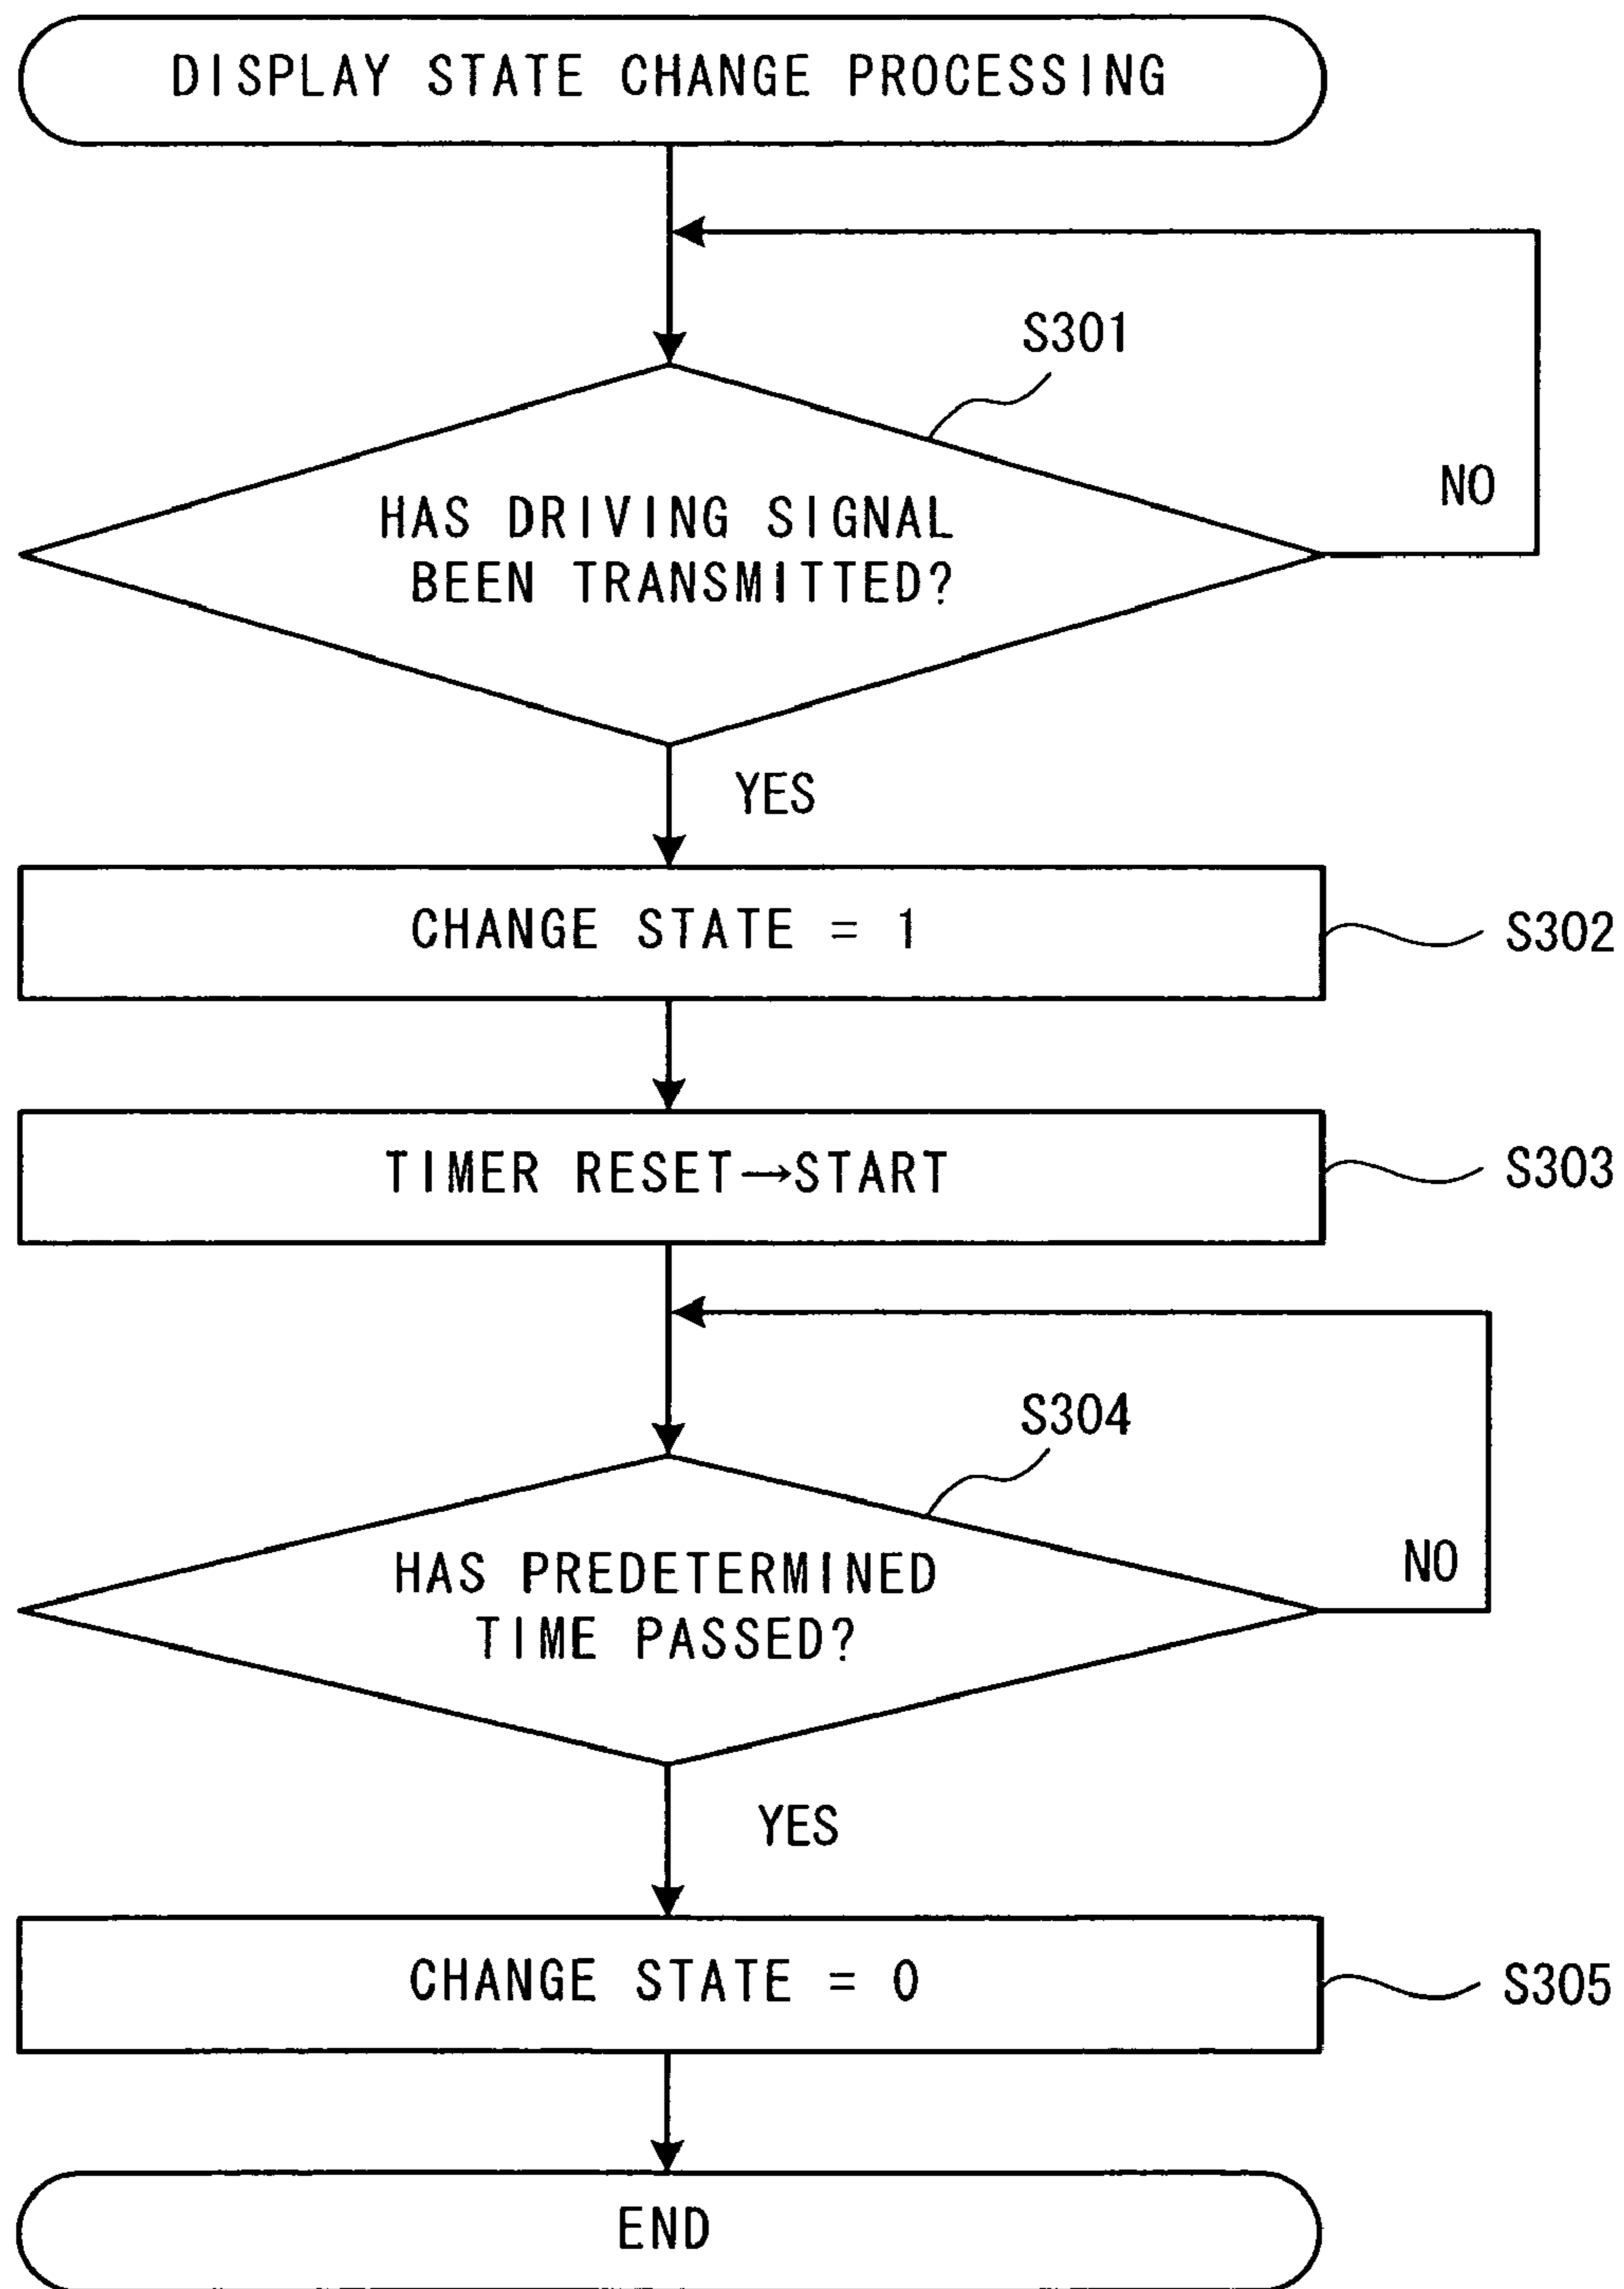 DISPLAY STATE CHANGE PROCESSING
S301
HAS DRIVING SIGNAL
BEEN TRANSMITTED?
NO
YES
CHANGE STATE = 1
S302
TIMER RESET→START
S303
S304
HAS PREDETERMINED
TIME PASSED?
NO
YES
CHANGE STATE = 0
S305
END